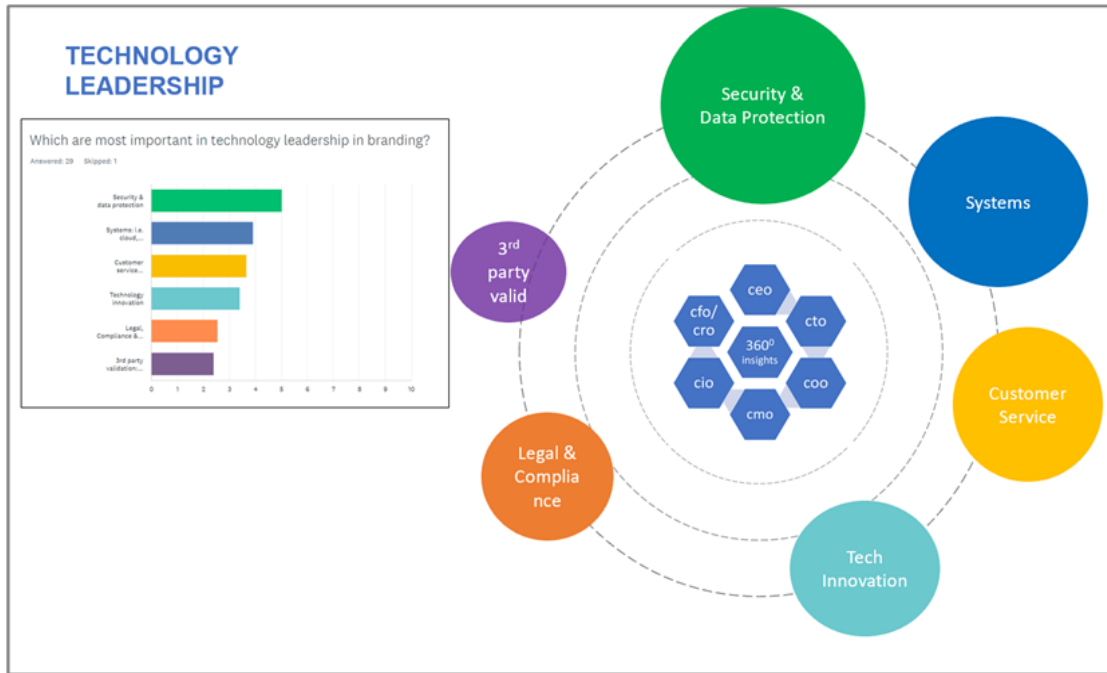 TECHNOLOGY
LEADERSHIP
Which are most important in technology leadership in branding?
Answered: 29 Skipped: 1
Security &
data protection
Systems: i.e.
cloud,...
Customer
service...
Technology
innovation
Legal,
Compliance &...
3rd party
validation:...
0 1 2 3 4 5 6 7 8 9 10
Security &
Data Protection
Systems
3rd
party
valid
ceo
cfo/
cro
cto
360⁰
insights
cio
coo
cmo
Customer
Service
Legal &
Complia
nce
Tech
Innovation